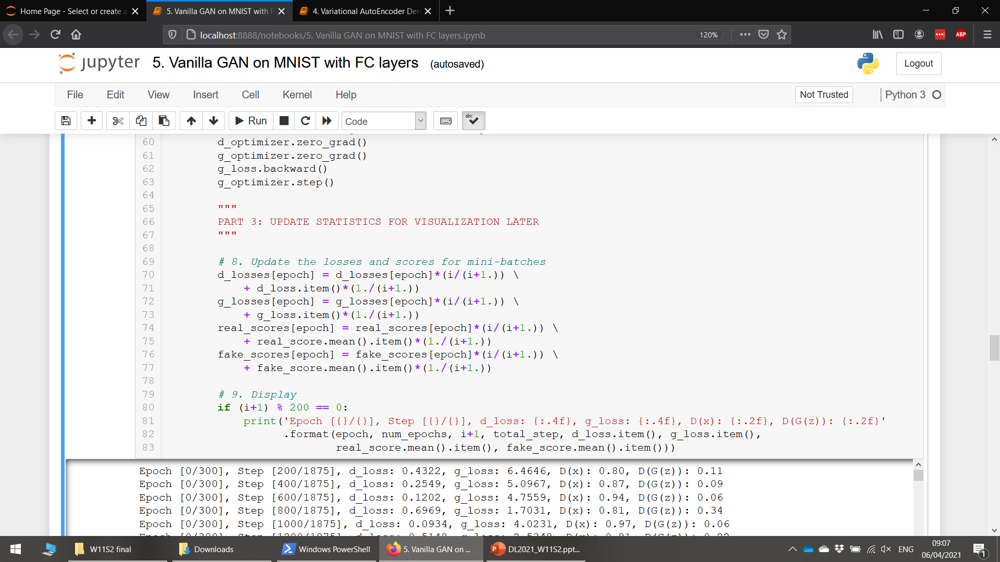 Home Page - Select or create a
5. Vanilla GAN on MNIST with F
4. Variational AutoEncoder Dem
localhost:8888/notebooks/5. Vanilla GAN on MNIST with FC layers.ipynb
120%
ABP
jupyter 5. Vanilla GAN on MNIST with FC layers (autosaved)
Logout
File Edit View Insert Cell Kernel Help
Not Trusted
Python 3
Run
Code
abc
60 d_optimizer.zero_grad()
61 g_optimizer.zero_grad()
62 g_loss.backward()
63 g_optimizer.step()
64
65 """
66 PART 3: UPDATE STATISTICS FOR VISUALIZATION LATER
67 """
68
69 # 8. Update the losses and scores for mini-batches
70 d_losses[epoch] = d_losses[epoch]*(i/(i+1.)) \
71 + d_loss.item()*(1./(i+1.))
72 g_losses[epoch] = g_losses[epoch]*(i/(i+1.)) \
73 + g_loss.item()*(1./(i+1.))
74 real_scores[epoch] = real_scores[epoch]*(i/(i+1.)) \
75 + real_score.mean().item()*(1./(i+1.))
76 fake_scores[epoch] = fake_scores[epoch]*(i/(i+1.)) \
77 + fake_score.mean().item()*(1./(i+1.))
78
79 # 9. Display
80 if (i+1) % 200 == 0:
81 print('Epoch [{}/{}], Step [{}/{}], d_loss: {:.4f}, g_loss: {:.4f}, D(x): {:.2f}, D(G(z)): {:.2f}'
82 .format(epoch, num_epochs, i+1, total_step, d_loss.item(), g_loss.item(),
83 real_score.mean().item(), fake_score.mean().item()))
Epoch [0/300], Step [200/1875], d_loss: 0.4322, g_loss: 6.4646, D(x): 0.80, D(G(z)): 0.11
Epoch [0/300], Step [400/1875], d_loss: 0.2549, g_loss: 5.0967, D(x): 0.87, D(G(z)): 0.09
Epoch [0/300], Step [600/1875], d_loss: 0.1202, g_loss: 4.7559, D(x): 0.94, D(G(z)): 0.06
Epoch [0/300], Step [800/1875], d_loss: 0.6969, g_loss: 1.7031, D(x): 0.81, D(G(z)): 0.34
Epoch [0/300], Step [1000/1875], d_loss: 0.0934, g_loss: 4.0231, D(x): 0.97, D(G(z)): 0.06
W11S2 final
Downloads
Windows PowerShell
5. Vanilla GAN on ...
DL2021_W11S2.ppt...
ENG
09:07
06/04/2021
1